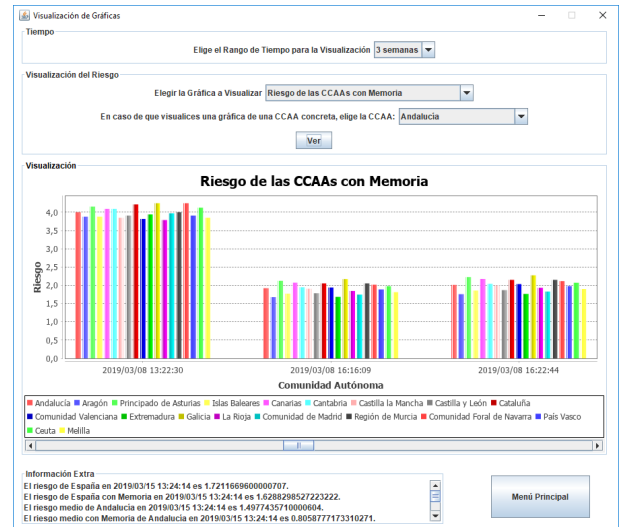 Visualización de Gráficas
Tiempo
Elige el Rango de Tiempo para la Visualización 3 semanas
Visualización del Riesgo
Elegir la Gráfica a Visualizar Riesgo de las CCAAs con Memoria
En caso de que visualices una gráfica de una CCAA concreta, elige la CCAA: Andalucía
Ver
Visualización
Riesgo de las CCAAs con Memoria
Riesgo
4,0
3,5
3,0
2,5
2,0
1,5
1,0
0,5
0,0
2019/03/08 13:22:30 2019/03/08 16:16:09 2019/03/08 16:22:44
Comunidad Autónoma
Andalucía Aragón Principado de Asturias Islas Baleares Canarias Cantabria Castilla la Mancha Castilla y León Cataluña
Comunidad Valenciana Extremadura Galicia La Rioja Comunidad de Madrid Región de Murcia Comunidad Foral de Navarra País Vasco
Ceuta Melilla
Información Extra
El riesgo de España en 2019/03/15 13:24:14 es 1.7211669600000707.
El riesgo de España con Memoria en 2019/03/15 13:24:14 es 1.6288298527223222.
El riesgo medio de Andalucía en 2019/03/15 13:24:14 es 1.4977435710000604.
El riesgo medio con Memoria de Andalucía en 2019/03/15 13:24:14 es 0.8058777173310271.
Menú Principal